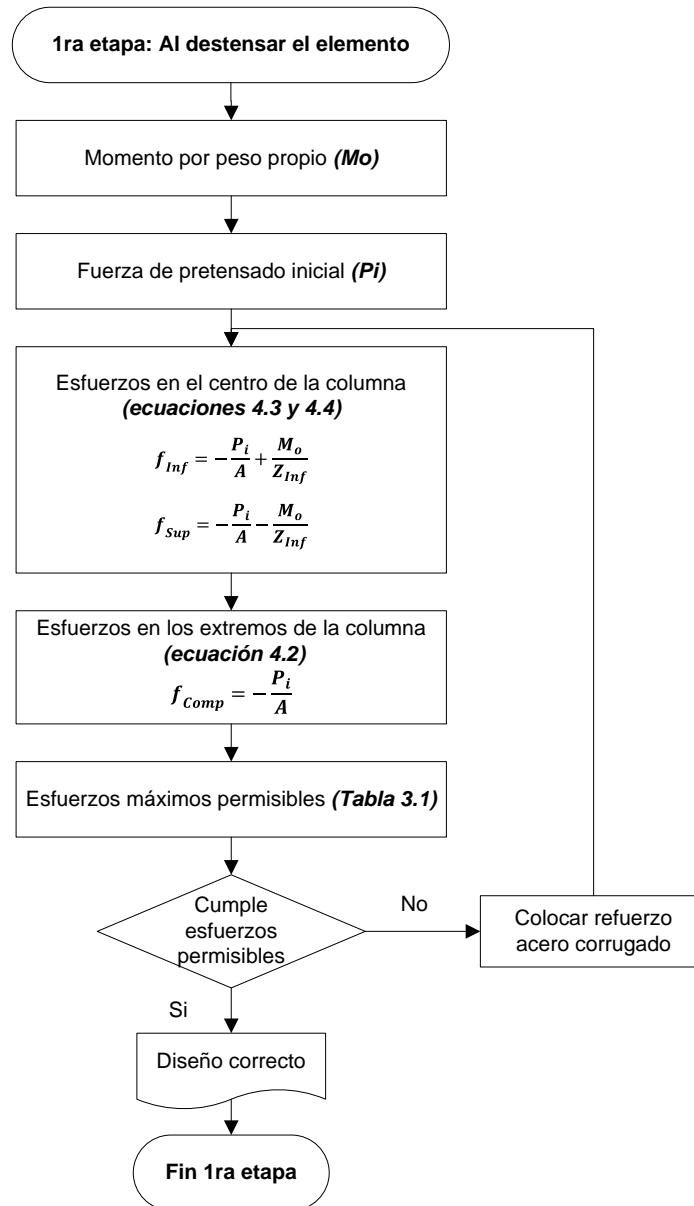 1ra etapa: Al destensar el elemento
Momento por peso propio (Mo)
Fuerza de pretensado inicial (Pi)
Esfuerzos en el centro de la columna
(ecuaciones 4.3 y 4.4)
f_Inf = −P_i/A + M_o/Z_Inf
f_Sup = −P_i/A − M_o/Z_Inf
Esfuerzos en los extremos de la columna
(ecuación 4.2)
f_Comp = −P_i/A
Esfuerzos máximos permisibles (Tabla 3.1)
Cumple
esfuerzos
permisibles
No
Colocar refuerzo
acero corrugado
Si
Diseño correcto
Fin 1ra etapa